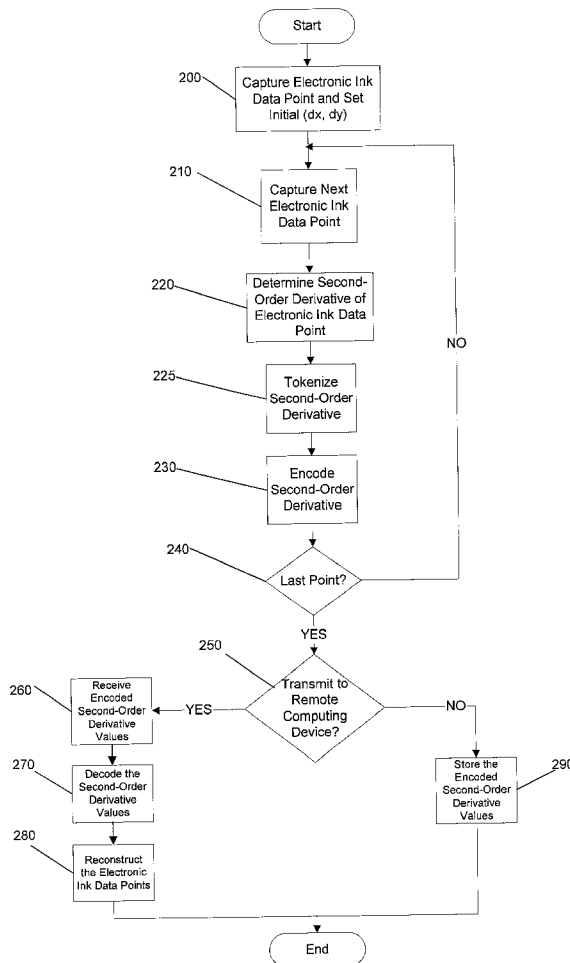 Start
200
Capture Electronic Ink
Data Point and Set
Initial (dx, dy)
210
Capture Next
Electronic Ink
Data Point
220
Determine Second-
Order Derivative of
Electronic Ink Data
Point
NO
225
Tokenize
Second-Order
Derivative
230
Encode
Second-Order
Derivative
240
Last Point?
YES
250
Transmit to
Remote
Computing
Device?
YES
NO
260
Receive
Encoded
Second-Order
Derivative
Values
270
Decode the
Second-Order
Derivative
Values
280
Reconstruct
the Electronic
Ink Data Points
290
Store the
Encoded
Second-Order
Derivative
Values
End